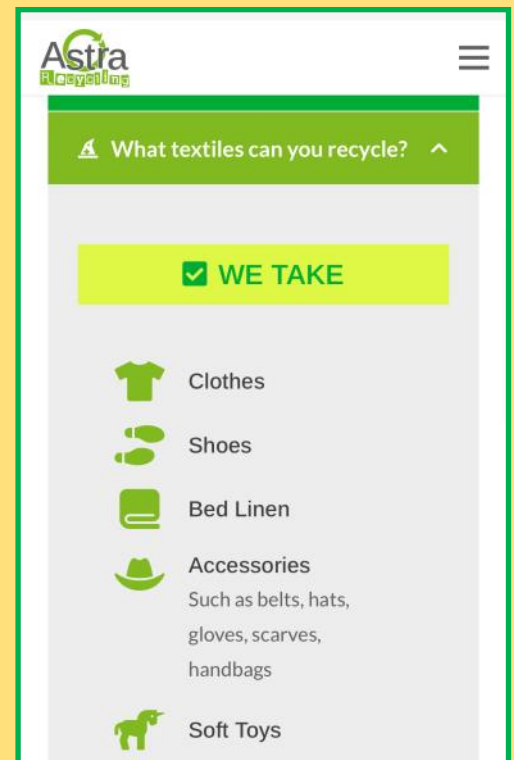 Astra
Recycling
What textiles can you recycle?
WE TAKE
Clothes
Shoes
Bed Linen
Accessories
Such as belts, hats,
gloves, scarves,
handbags
Soft Toys